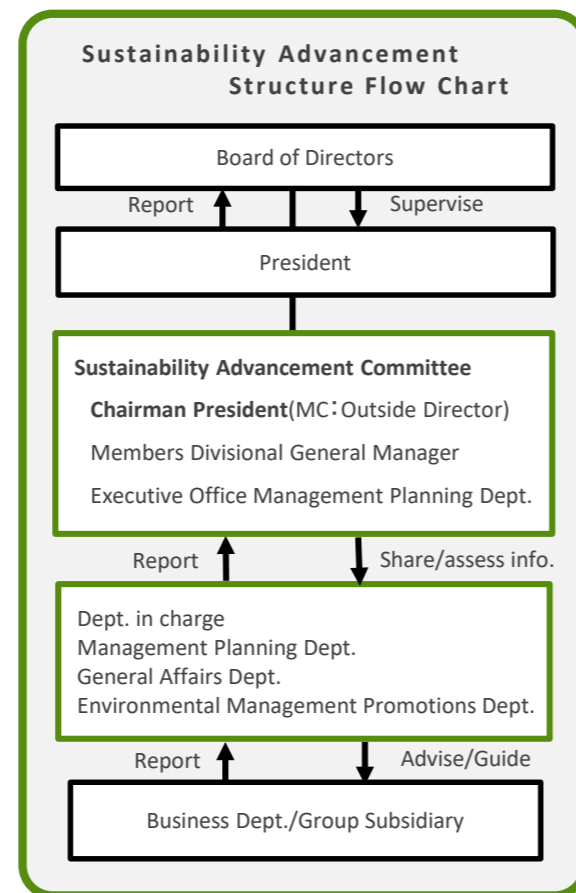 Sustainability Advancement
Structure Flow Chart
Board of Directors
Report
Supervise
President
Sustainability Advancement Committee
Chairman President(MC：Outside Director)
Members Divisional General Manager
Executive Office Management Planning Dept.
Report
Share/assess info.
Dept. in charge
Management Planning Dept.
General Affairs Dept.
Environmental Management Promotions Dept.
Report
Advise/Guide
Business Dept./Group Subsidiary